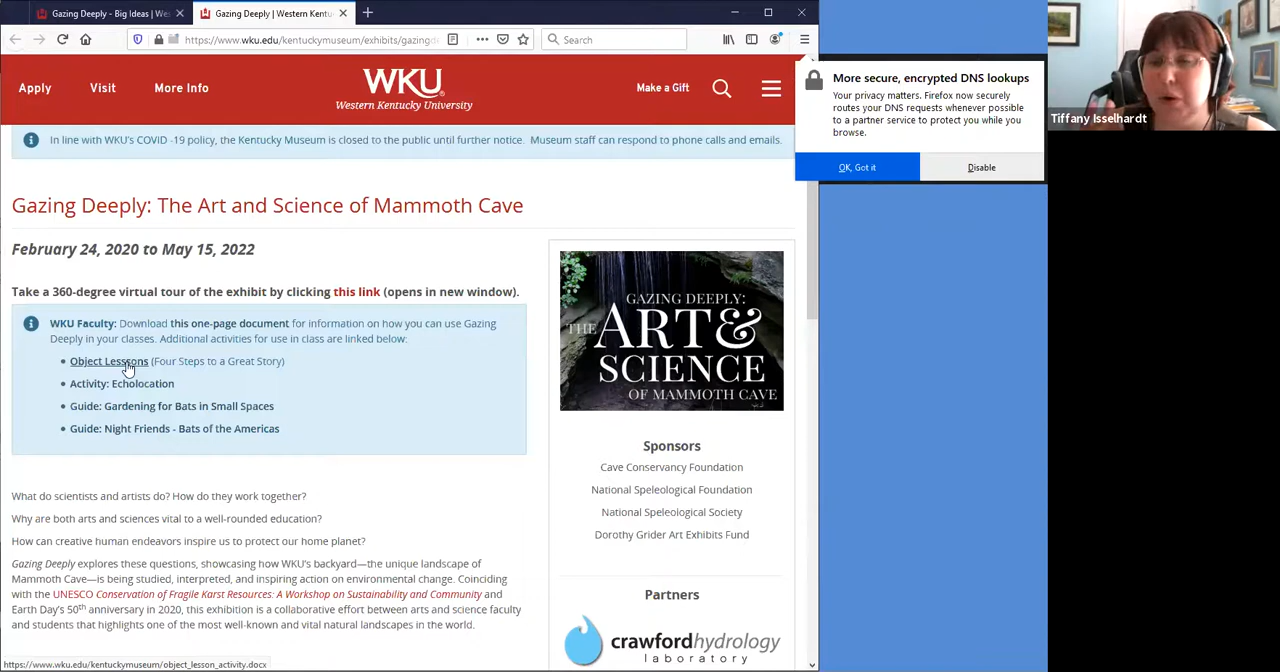 Gazing Deeply - Big Ideas | Wes
Gazing Deeply | Western Kentu
https://www.wku.edu/kentuckymuseum/exhibits/gazing-
Search
Apply
Visit
More Info
WKU
Western Kentucky University
Make a Gift
More secure, encrypted DNS lookups
Your privacy matters. Firefox now securely
routes your DNS requests whenever possible
to a partner service to protect you while you
browse.
OK, Got it
Disable
Tiffany Isselhardt
In line with WKU's COVID -19 policy, the Kentucky Museum is closed to the public until further notice. Museum staff can respond to phone calls and emails.
Gazing Deeply: The Art and Science of Mammoth Cave
February 24, 2020 to May 15, 2022
Take a 360-degree virtual tour of the exhibit by clicking this link (opens in new window).
WKU Faculty: Download this one-page document for information on how you can use Gazing
Deeply in your classes. Additional activities for use in class are linked below:
Object Lesssons (Four Steps to a Great Story)
Activity: Echolocation
Guide: Gardening for Bats in Small Spaces
Guide: Night Friends - Bats of the Americas
What do scientists and artists do? How do they work together?
Why are both arts and sciences vital to a well-rounded education?
How can creative human endeavors inspire us to protect our home planet?
Gazing Deeply explores these questions, showcasing how WKU's backyard—the unique landscape of
Mammoth Cave—is being studied, interpreted, and inspiring action on environmental change. Coinciding
with the UNESCO Conservation of Fragile Karst Resources: A Workshop on Sustainability and Community and
Earth Day's 50th anniversary in 2020, this exhibition is a collaborative effort between arts and science faculty
and students that highlights one of the most well-known and vital natural landscapes in the world.
GAZING DEEPLY:
THE ART &
SCIENCE
OF MAMMOTH CAVE
Sponsors
Cave Conservancy Foundation
National Speleological Foundation
National Speleological Society
Dorothy Grider Art Exhibits Fund
Partners
crawfordhydrology
laboratory
https://www.wku.edu/kentuckymuseum/object_lesson_activity.docx